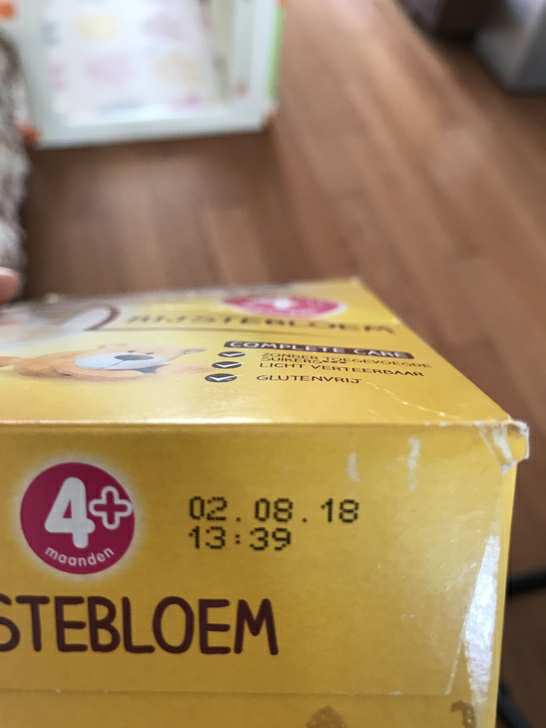 RIJSTEBLOEM
COMPLETE CARE
ZONDER TOEGEVOEGDE
SUIKERS***
LICHT VERTEERBAAR
GLUTENVRIJ
4+
maanden
02.08.18
13:39
STEBLOEM